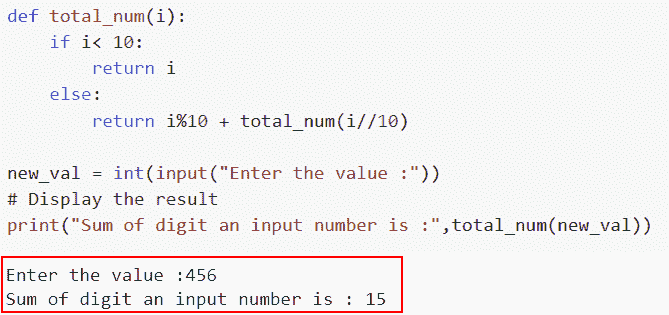 def total_num(i):
    if i< 10:
        return i
    else:
        return i%10 + total_num(i//10)

new_val = int(input("Enter the value :"))
# Display the result
print("Sum of digit an input number is :",total_num(new_val))

Enter the value :456
Sum of digit an input number is : 15